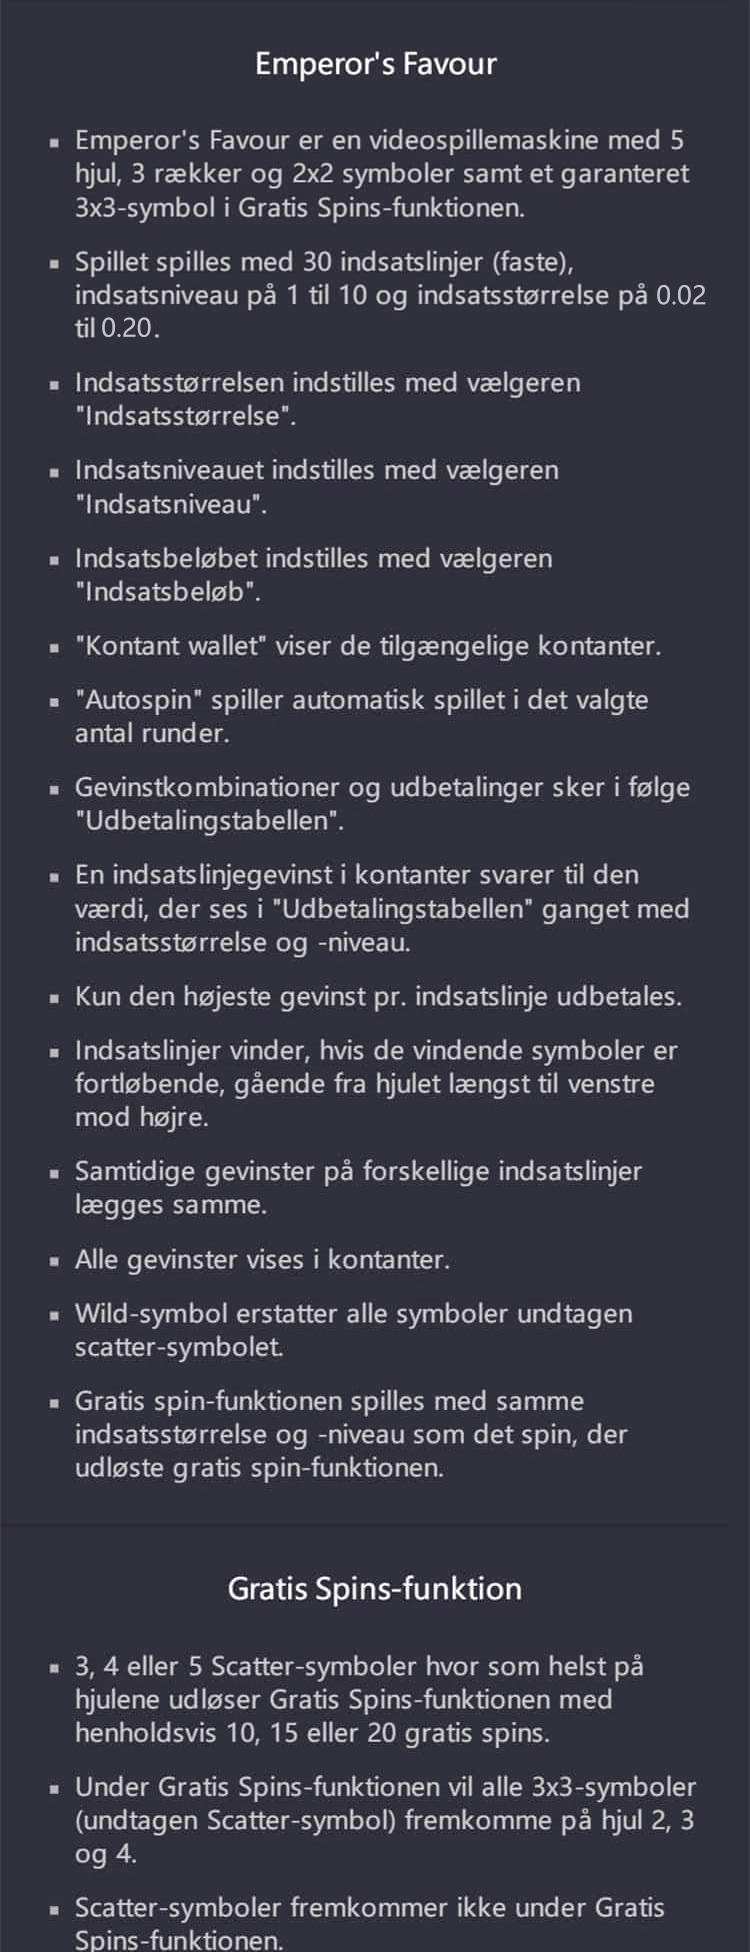 Emperor's Favour
▪ Emperor's Favour er en videospillemaskine med 5
hjul, 3 rækker og 2x2 symboler samt et garanteret
3x3-symbol i Gratis Spins-funktionen.
▪ Spillet spilles med 30 indsatslinjer (faste),
indsatsniveau på 1 til 10 og indsatsstørrelse på 0.02
til 0.20.
▪ Indsatsstørrelsen indstilles med vælgeren
"Indsatsstørrelse".
▪ Indsatsniveauet indstilles med vælgeren
"Indsatsniveau".
▪ Indsatsbeløbet indstilles med vælgeren
"Indsatsbeløb".
▪ "Kontant wallet" viser de tilgængelige kontanter.
▪ "Autospin" spiller automatisk spillet i det valgte
antal runder.
▪ Gevinstkombinationer og udbetalinger sker i følge
"Udbetalingstabellen".
▪ En indsatslinjegevinst i kontanter svarer til den
værdi, der ses i "Udbetalingstabellen" ganget med
indsatsstørrelse og -niveau.
▪ Kun den højeste gevinst pr. indsatslinje udbetales.
▪ Indsatslinjer vinder, hvis de vindende symboler er
fortløbende, gående fra hjulet længst til venstre
mod højre.
▪ Samtidige gevinster på forskellige indsatslinjer
lægges samme.
▪ Alle gevinster vises i kontanter.
▪ Wild-symbol erstatter alle symboler undtagen
scatter-symbolet.
▪ Gratis spin-funktionen spilles med samme
indsatsstørrelse og -niveau som det spin, der
udløste gratis spin-funktionen.
Gratis Spins-funktion
▪ 3, 4 eller 5 Scatter-symboler hvor som helst på
hjulene udløser Gratis Spins-funktionen med
henholdsvis 10, 15 eller 20 gratis spins.
▪ Under Gratis Spins-funktionen vil alle 3x3-symboler
(undtagen Scatter-symbol) fremkomme på hjul 2, 3
og 4.
▪ Scatter-symboler fremkommer ikke under Gratis
Spins-funktionen.